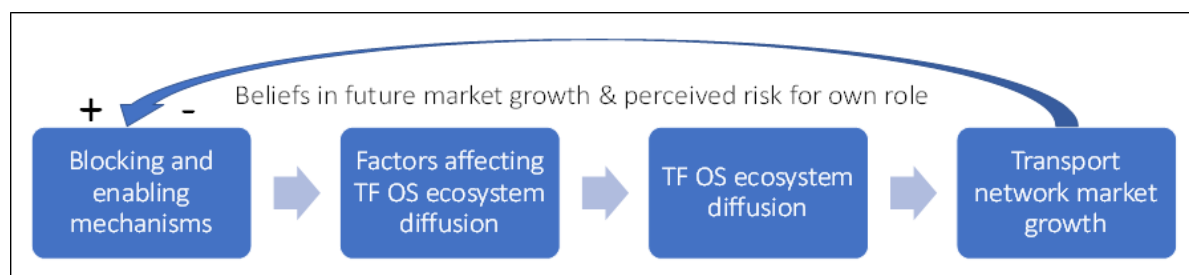 + -
Beliefs in future market growth & perceived risk for own role
Blocking and
enabling
mechanisms
Factors affecting
TF OS ecosystem
diffusion
TF OS ecosystem
diffusion
Transport
network market
growth